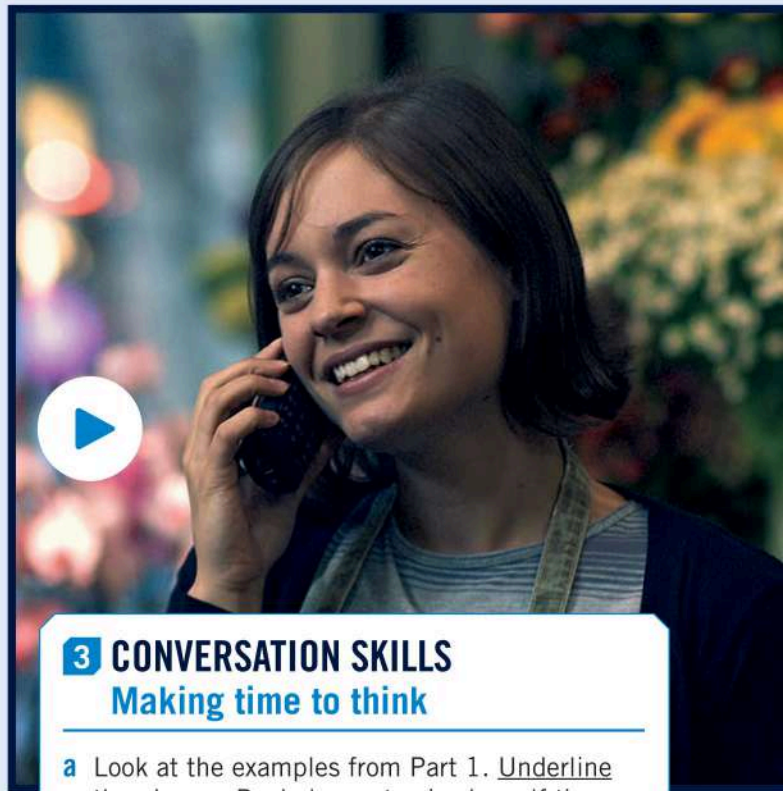 3 CONVERSATION SKILLS
Making time to think
a Look at the examples from Part 1. Underline